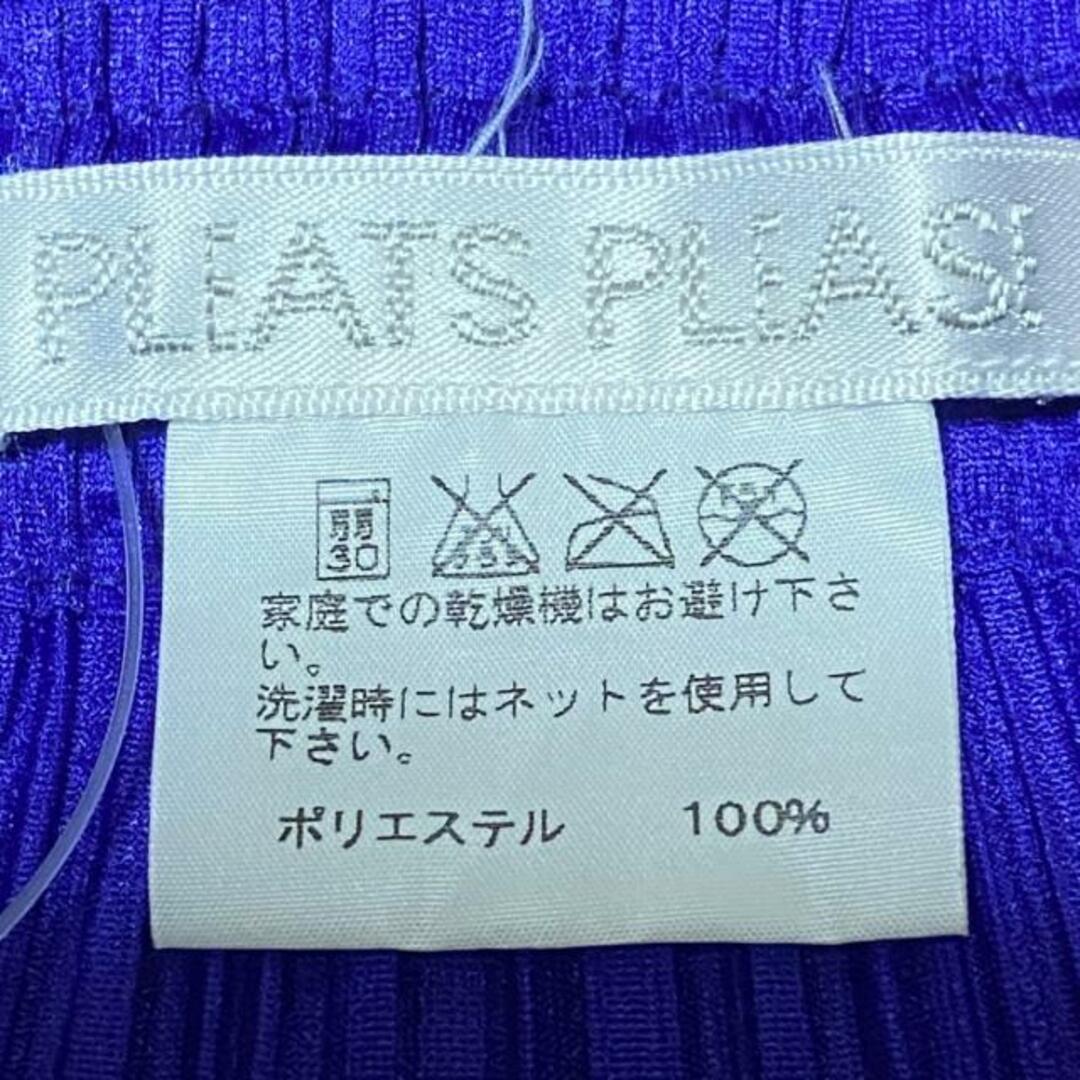 PLEATS PLEAS
弱
30
家庭での乾燥機はお避け下さ
い。
洗濯時にはネットを使用して
下さい。
ポリエステル 100%